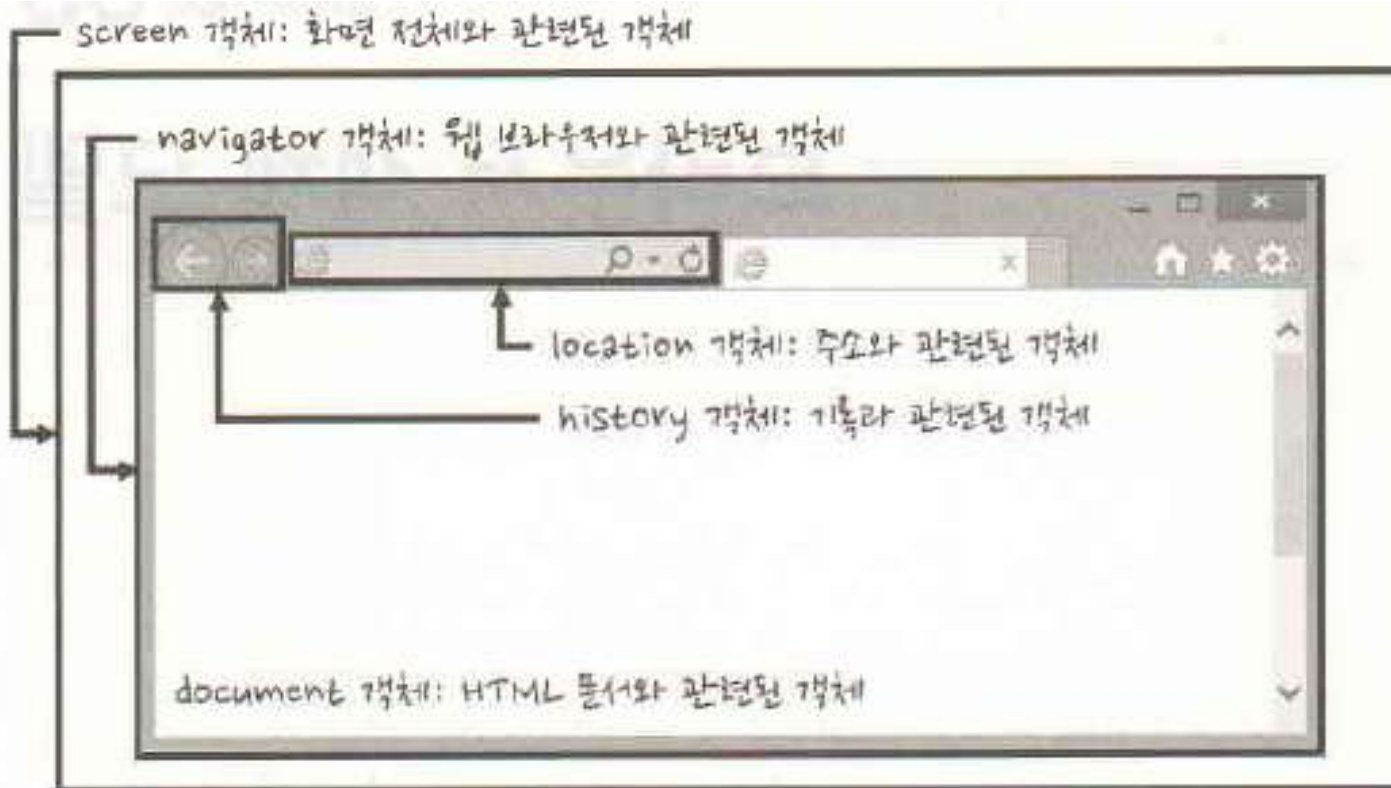 screen 객체: 화면 전체와 관련된 객체
navigator 객체: 웹 브라우저와 관련된 객체
location 객체: 주소와 관련된 객체
history 객체: 기록과 관련된 객체
document 객체: HTML 문서와 관련된 객체